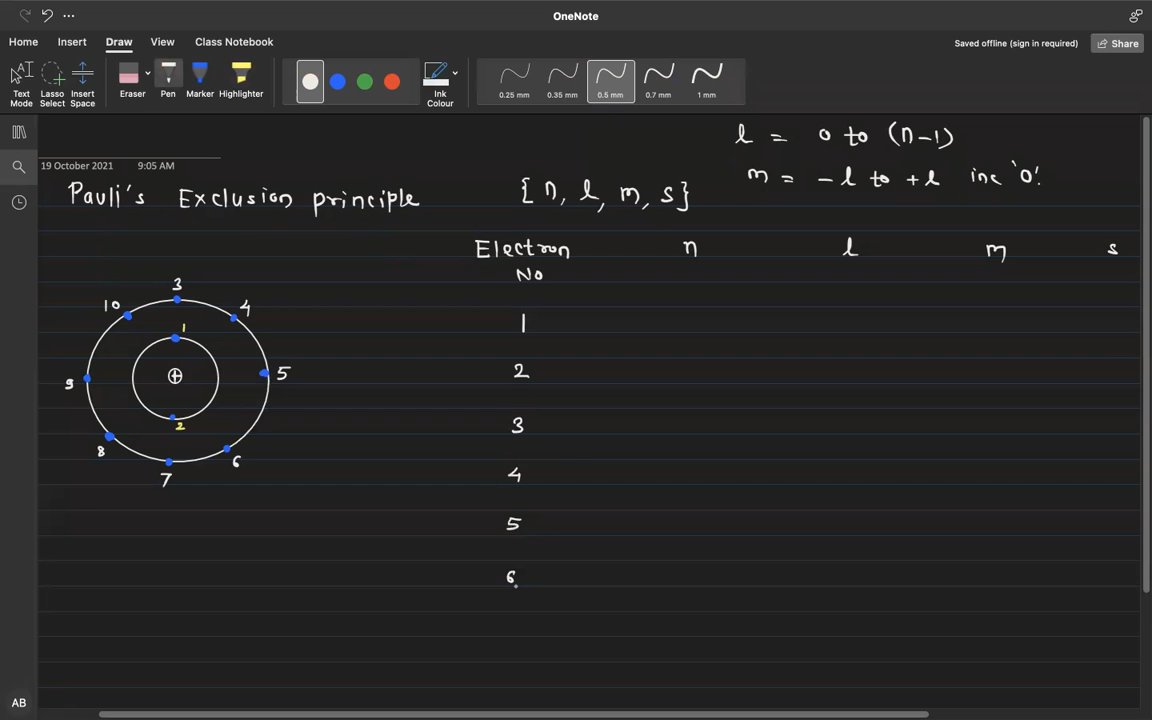 OneNote
Home Insert Draw View Class Notebook
Saved offline (sign in required)
Share
Text Mode
Lasso Select
Insert Space
Eraser
Pen
Marker
Highlighter
Ink Colour
0.25 mm
0.35 mm
0.5 mm
0.7 mm
1 mm
l = 0 to (n-1)
19 October 2021 9:05 AM
m = -l to +l inc '0'.
Pauli's Exclusion principle [n, l, m, s]
Electron No n l m s
3
10
4
1
1
2
5
9
3
2
8
6
4
7
5
6
AB